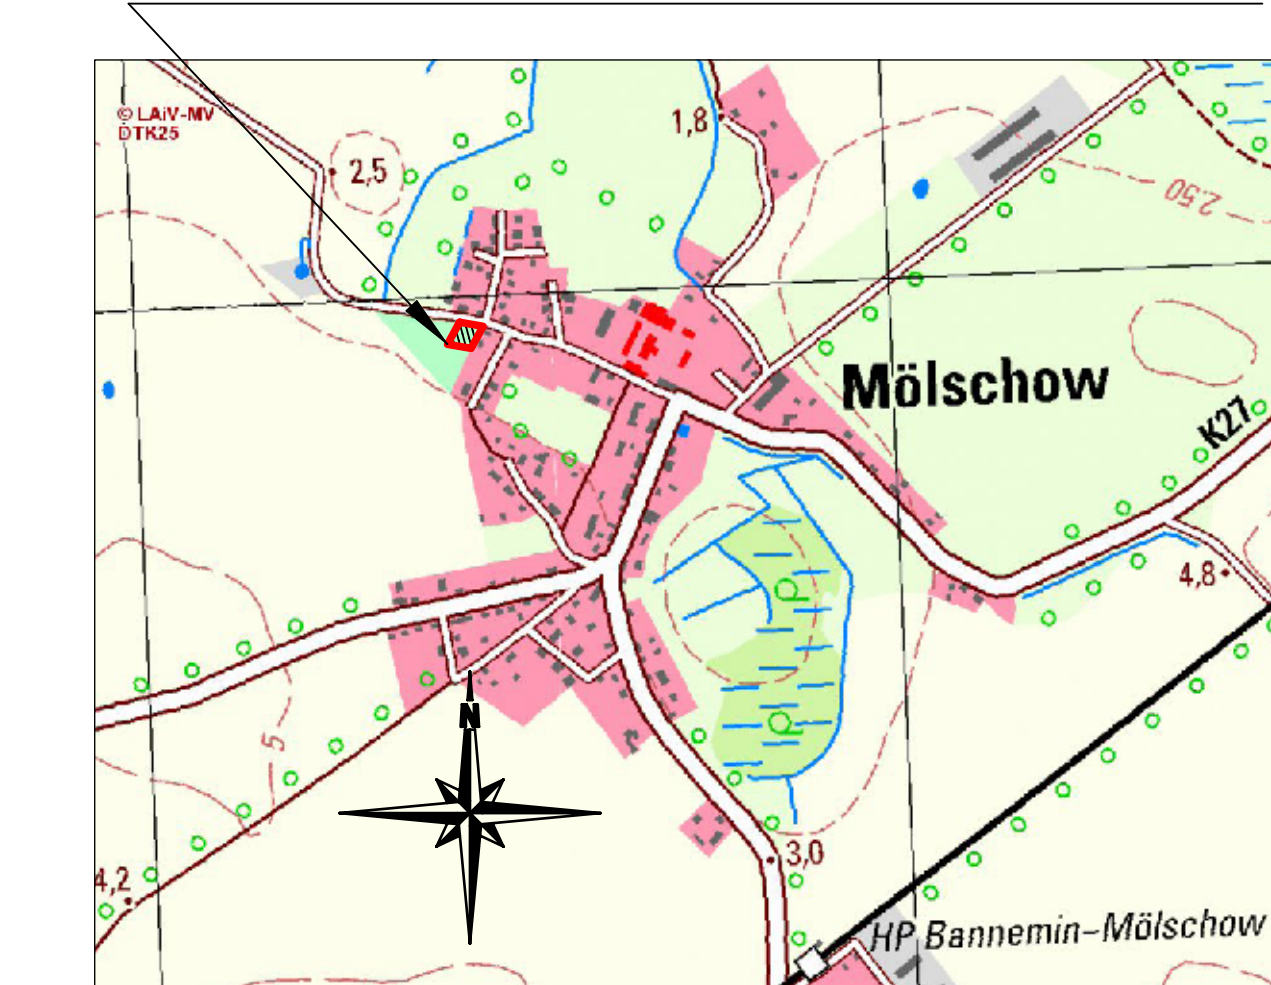 © LAiV-MV
DTK25
1,8
2,5
2.50
Mölschow
K27
4,8
5
N
3,0
4,2
HP Bannemin-Mölschow